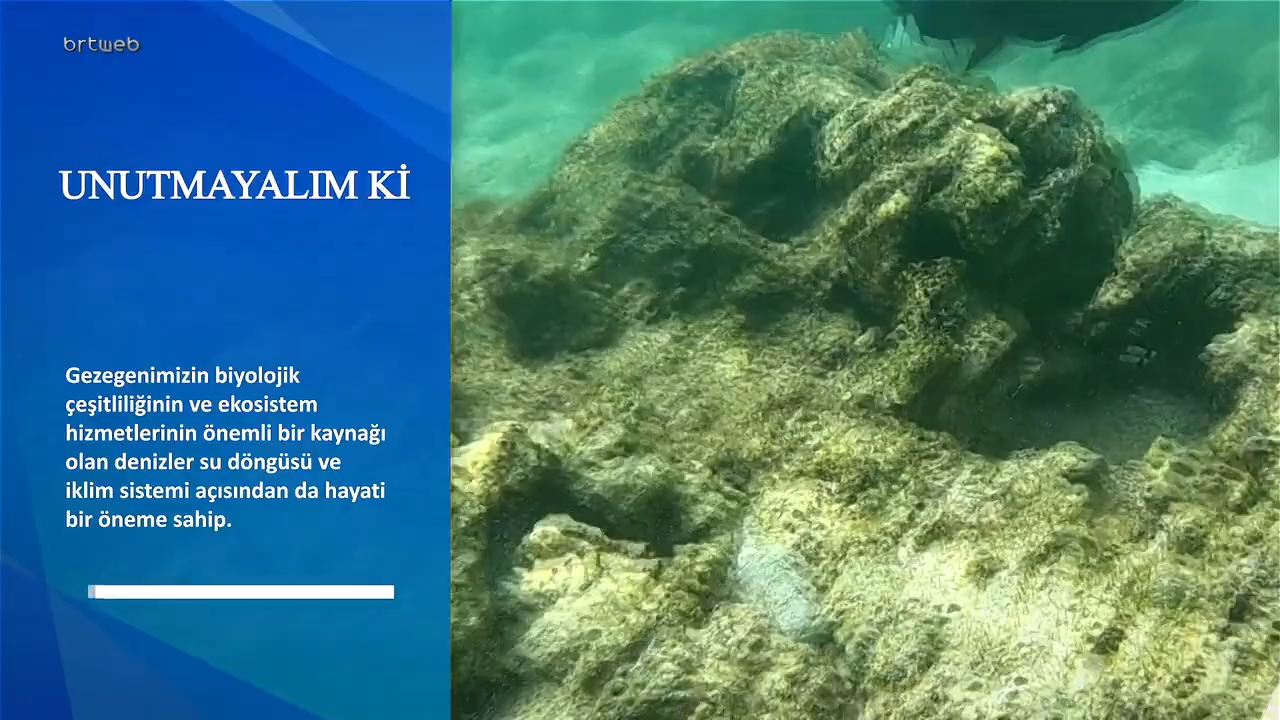 brtweb
UNUTMAYALIM Kİ
Gezegenimizin biyolojik
çeşitliliğinin ve ekosistem
hizmetlerinin önemli bir kaynağı
olan denizler su döngüsü ve
iklim sistemi açısından da hayati
bir öneme sahip.